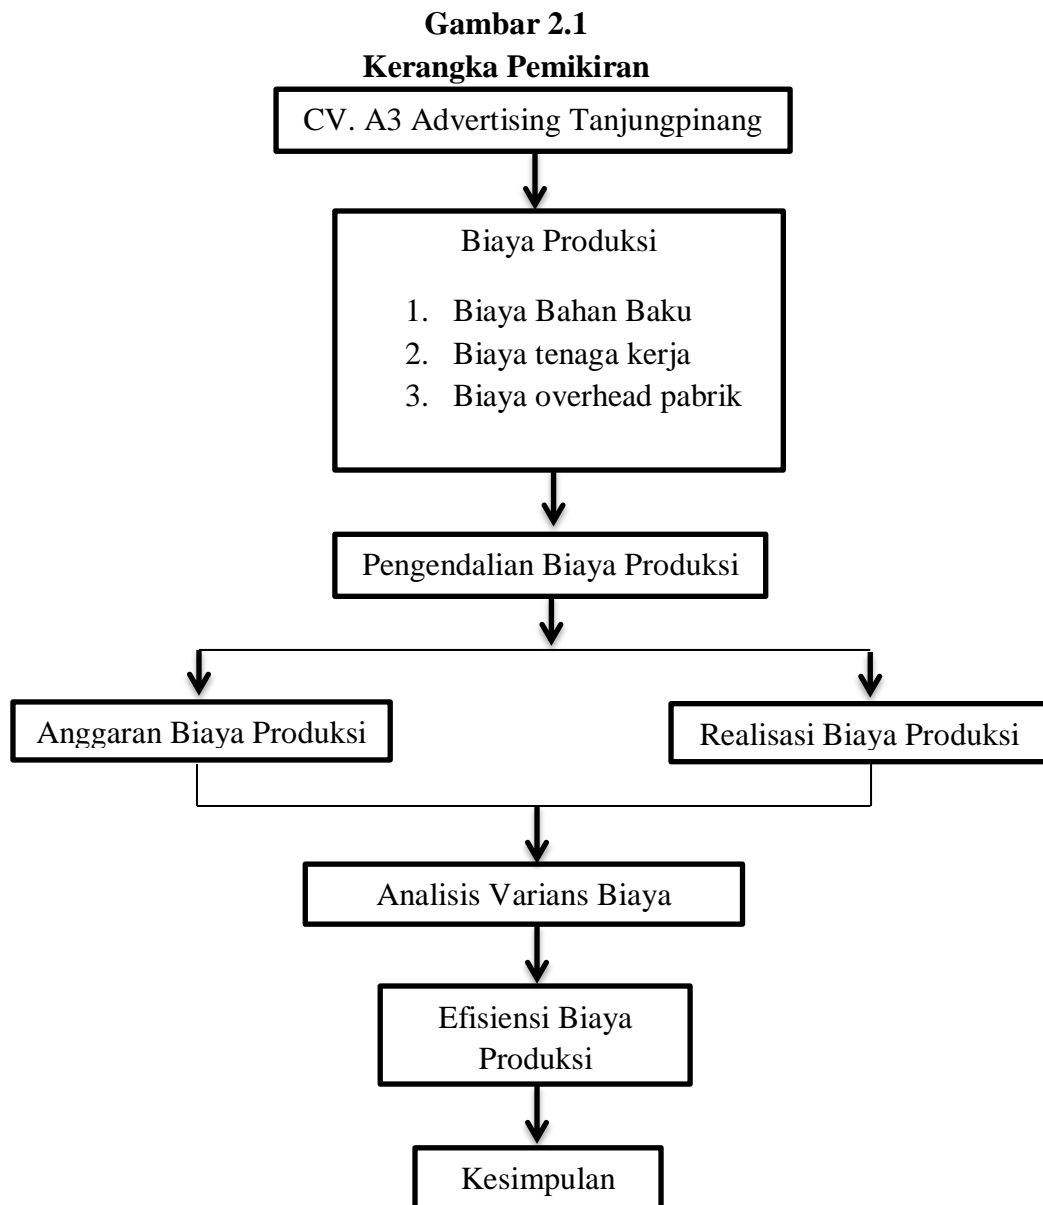 Gambar 2.1
Kerangka Pemikiran
CV. A3 Advertising Tanjungpinang
Biaya Produksi
1. Biaya Bahan Baku
2. Biaya tenaga kerja
3. Biaya overhead pabrik
Pengendalian Biaya Produksi
Anggaran Biaya Produksi
Realisasi Biaya Produksi
Analisis Varians Biaya
Efisiensi Biaya
Produksi
Kesimpulan